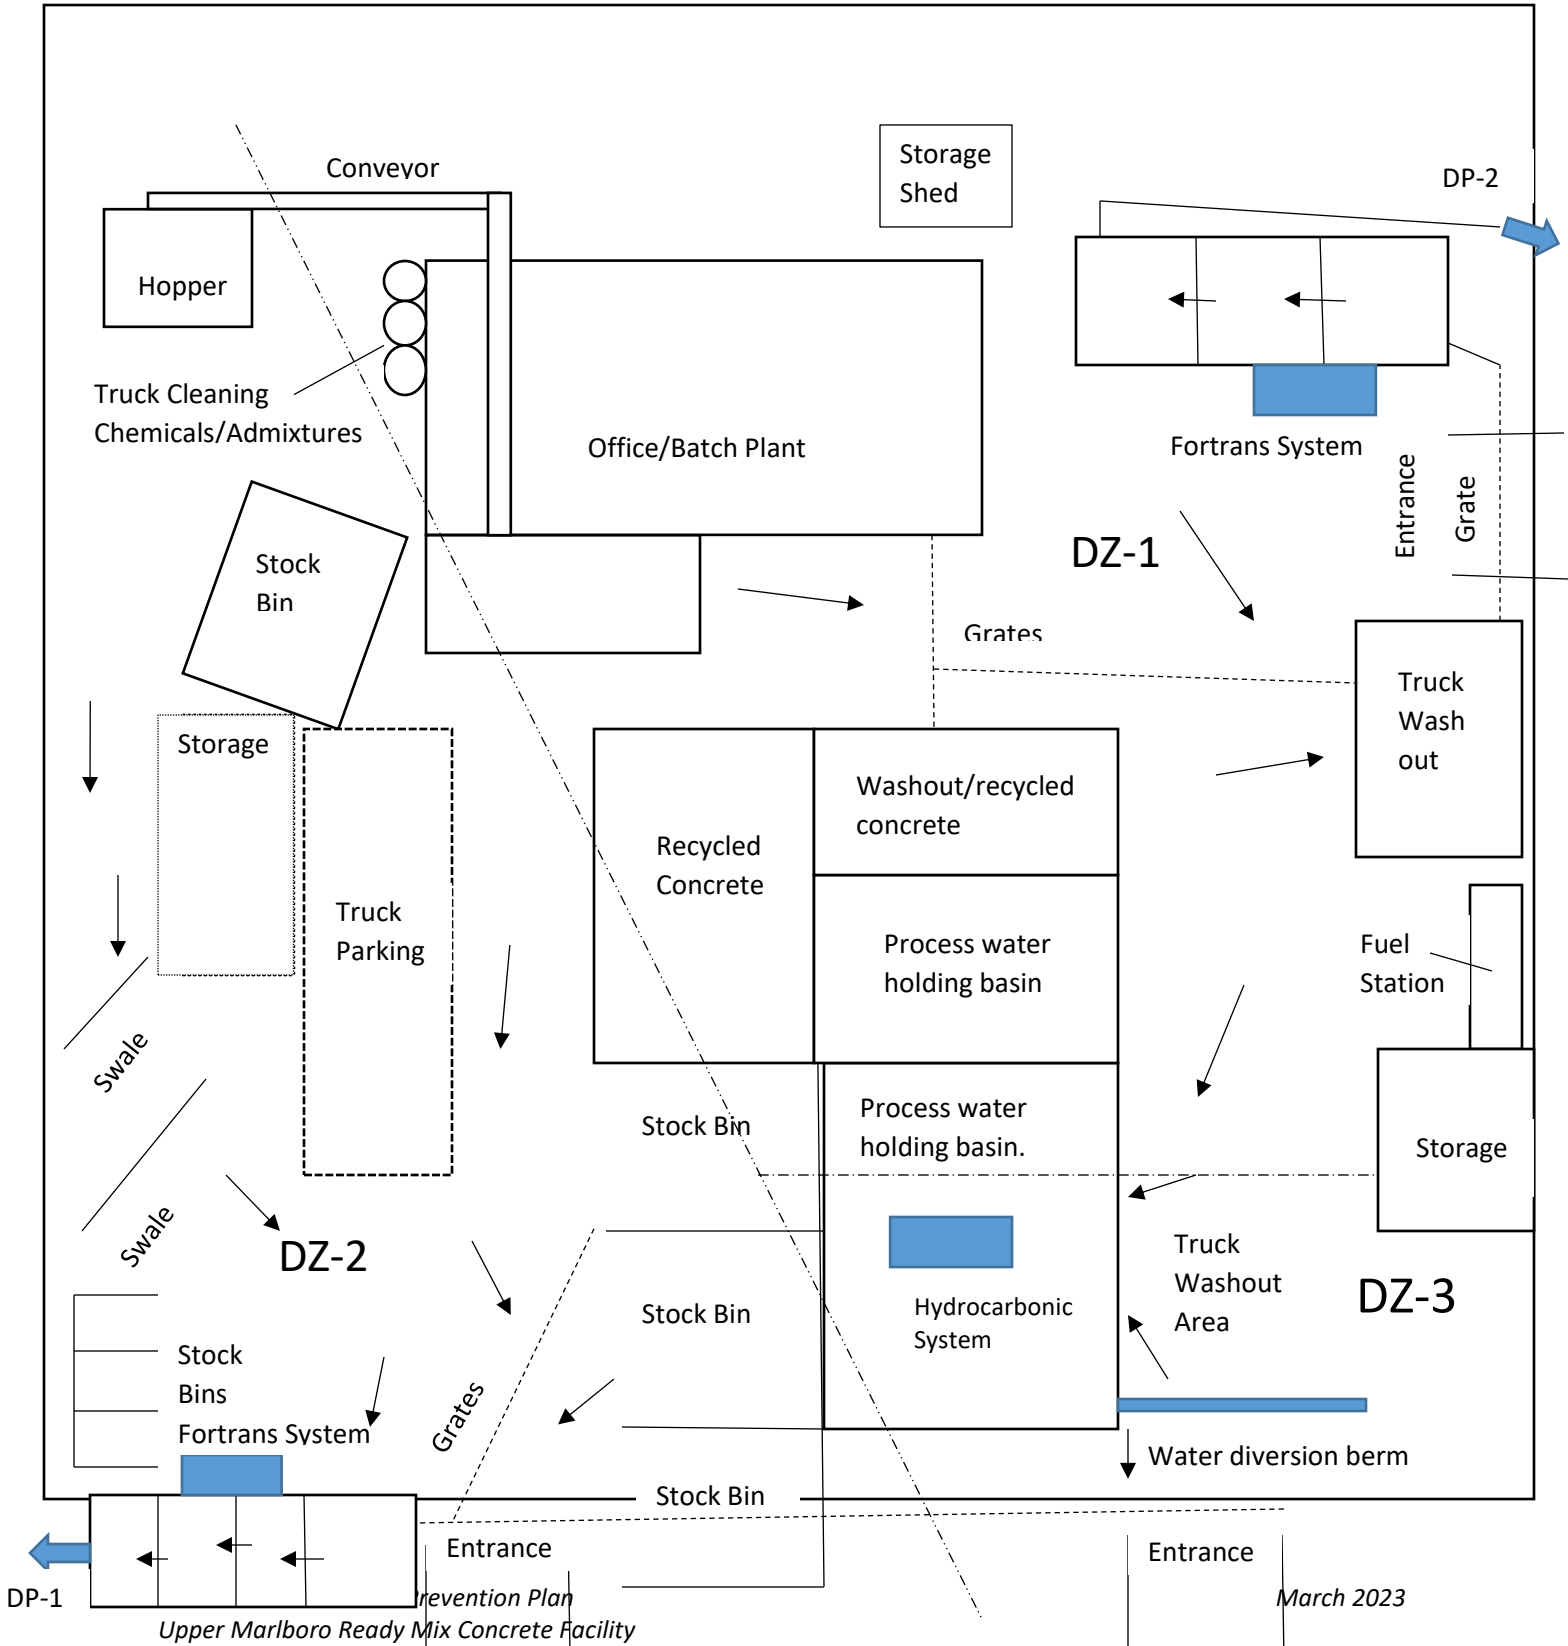 Conveyor
Storage
Shed
DP-2
Hopper
Truck Cleaning
Chemicals/Admixtures
Office/Batch Plant
Fortrans System
Entrance
Grate
DZ-1
Stock
Bin
Grates
Truck
Wash
out
Storage
Washout/recycled
concrete
Recycled
Concrete
Truck
Parking
Process water
holding basin
Fuel
Station
Swale
Stock Bin
Process water
holding basin.
Storage
Swale
DZ-2
Truck
Washout
Area
DZ-3
Stock Bin
Hydrocarbonic
System
Stock
Bins
Fortrans System
Grates
Water diversion berm
Stock Bin
Entrance
Entrance
DP-1
revention Plan
March 2023
Upper Marlboro Ready Mix Concrete Facility